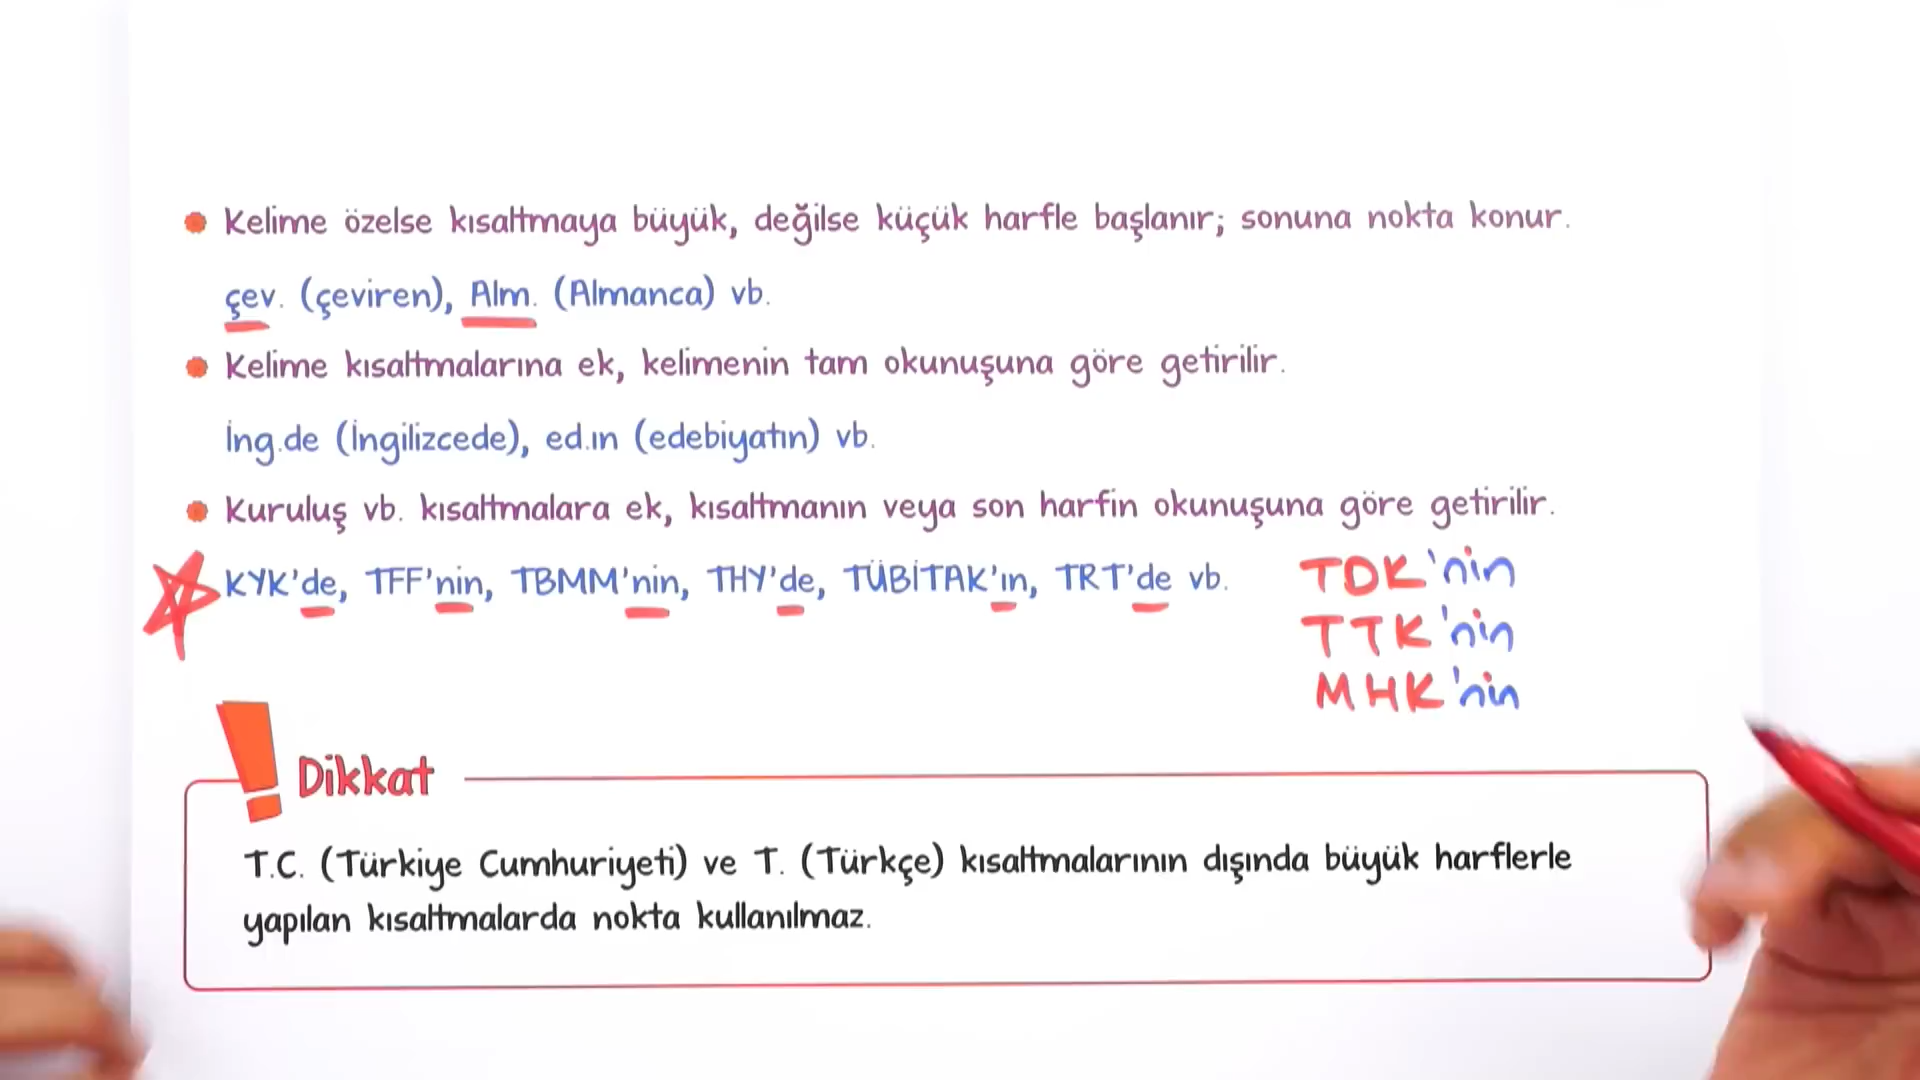 Kelime özelse kısaltmaya büyük, değilse küçük harfle başlanır; sonuna nokta konur.
çev. (çeviren), Alm. (Almanca) vb.
Kelime kısaltmalarına ek, kelimenin tam okunuşuna göre getirilir.
İng.de (İngilizcede), ed.ın (edebiyatın) vb.
Kuruluş vb. kısaltmalara ek, kısaltmanın veya son harfin okunuşuna göre getirilir.
KYK'de, TFF'nin, TBMM'nin, THY'de, TÜBİTAK'ın, TRT'de vb.
TDK'nin
TTK'nin
MHK'nin
Dikkat
T.C. (Türkiye Cumhuriyeti) ve T. (Türkçe) kısaltmalarının dışında büyük harflerle
yapılan kısaltmalarda nokta kullanılmaz.